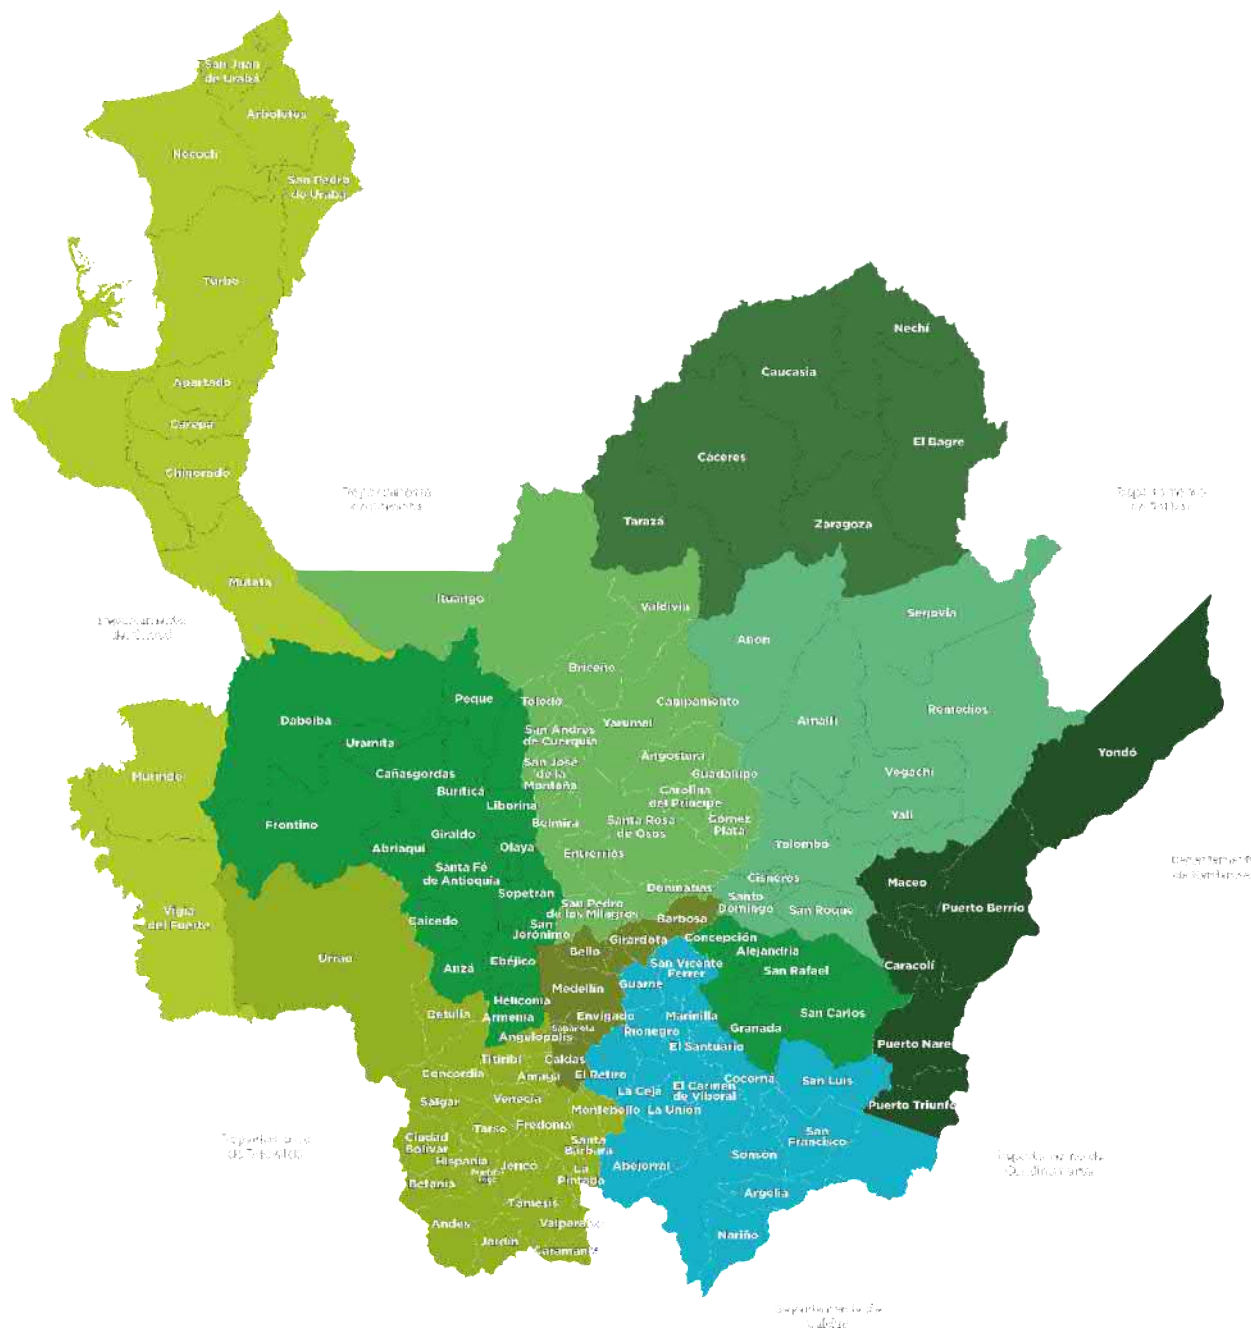 San Juan
de Urabá
Arboletes
Necoclí
San Pedro
de Urabá
Turbo
Nechí
Caucasia
Apartado
Carepa
El Bagre
Cáceres
Chigorado
Tarazá
Zaragoza
Mutatá
Ituango
Valdivia
Segovia
Anorí
Briceño
Peque
Toledo
Campamento
Dabeiba
Yarumal
Amalfi
Remedios
Uramita
San Andres
de Cuerquia
Angostura
Yondó
Murindó
Cañasgordas
San José
de la
Montaña
Guadalupe
Vegachí
Buriticá
Carolina
del Príncipe
Liborina
Frontino
Giraldo
Belmira
Santa Rosa
de Osos
Gómez
Plata
Yalí
Abriaquí
Olaya
Entrerríos
Yolombó
Santa Fé
de Antioquia
Sopetrán
Donmatías
Cisneros
Maceo
Vigía
del Fuerte
Caicedo
San
Jerónimo
San Pedro
de los Milagros
Barbosa
Santo
Domingo
San Roque
Puerto Berrío
Urrao
Anzá
Ebéjico
Bello
Girardota
Concepción
Alejandría
San Vicente
Ferrer
San Rafael
Caracolí
Heliconia
Medellín
Guarne
Betulia
Armenia
Envigado
Marinilla
Granada
San Carlos
Angelópolis
Sabaneta
Rionegro
El Santuario
Puerto Nare
Titiribí
Caldas
Concordia
Amagá
El Retiro
La Ceja
El Carmen
de Viboral
Cocorná
San Luis
Salgar
Venecia
Montebello
La Unión
Puerto Triunfo
Tarso
Fredonia
Ciudad
Bolívar
Santa
Bárbara
San
Francisco
Hispania
Pueblo
Rico
Jericó
La
Pintada
Abejorral
Sonsón
Betania
Támesis
Argelia
Andes
Valparaíso
Jardín
Caramanta
Nariño